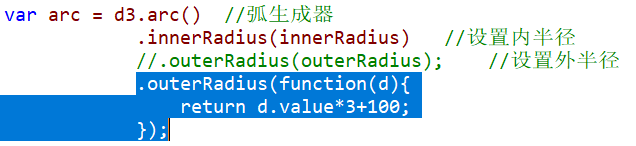 var arc = d3.arc()  //弧生成器
.innerRadius(innerRadius)   //设置内半径
//.outerRadius(outerRadius);    //设置外半径
.outerRadius(function(d){
return d.value*3+100;
});